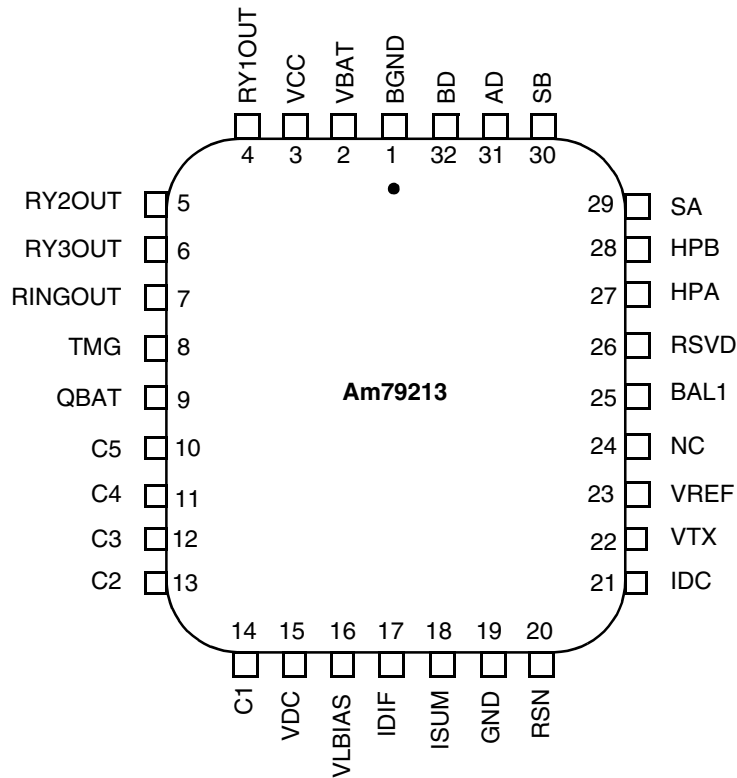 RY1OUT VCC VBAT BGND BD AD SB
4 3 2 1 32 31 30
RY2OUT 5 29 SA
RY3OUT 6 28 HPB
RINGOUT 7 27 HPA
TMG 8 26 RSVD
Am79213
QBAT 9 25 BAL1
C5 10 24 NC
C4 11 23 VREF
C3 12 22 VTX
C2 13 21 IDC
14 15 16 17 18 19 20
C1 VDC VLBIAS IDIF ISUM GND RSN